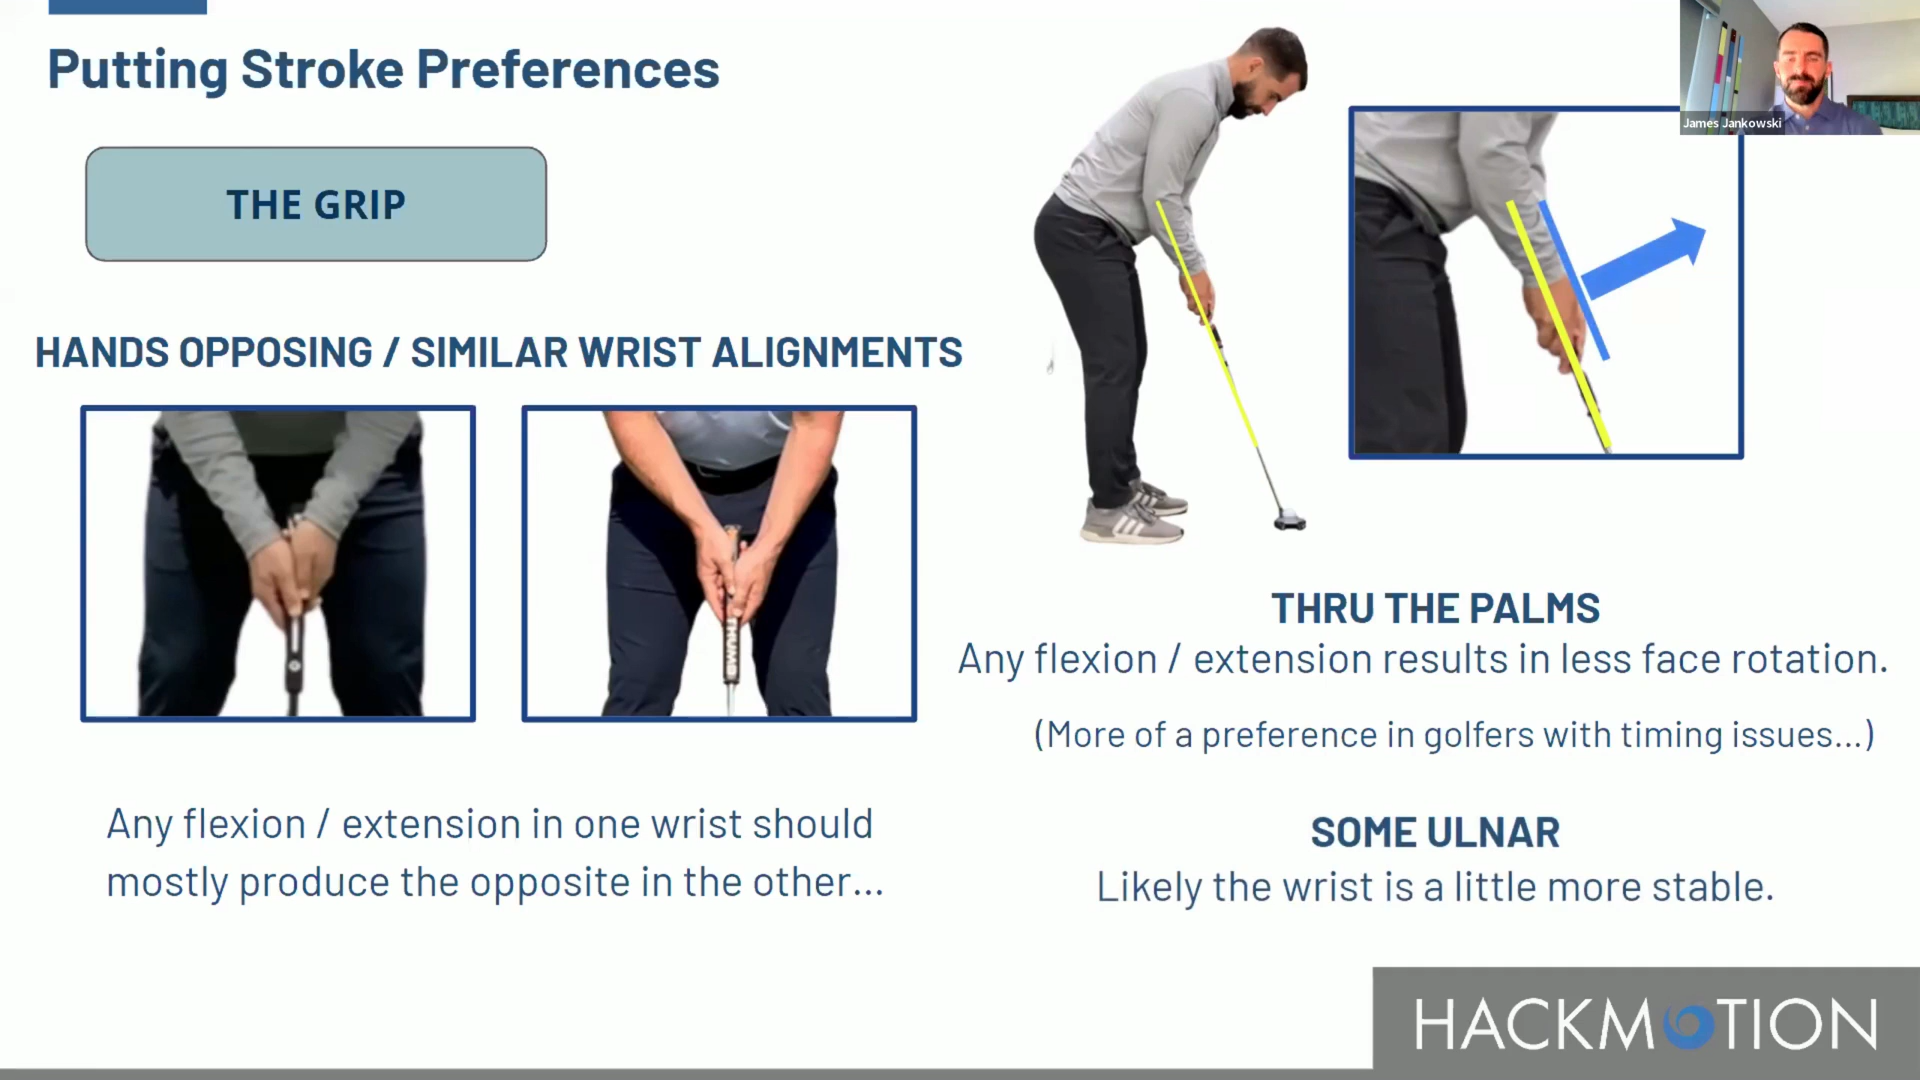 Putting Stroke Preferences
James Jankowski
THE GRIP
HANDS OPPOSING / SIMILAR WRIST ALIGNMENTS
THUMB
Any flexion / extension in one wrist should
mostly produce the opposite in the other...
THRU THE PALMS
Any flexion / extension results in less face rotation.
(More of a preference in golfers with timing issues...)
SOME ULNAR
Likely the wrist is a little more stable.
HACKMOTION